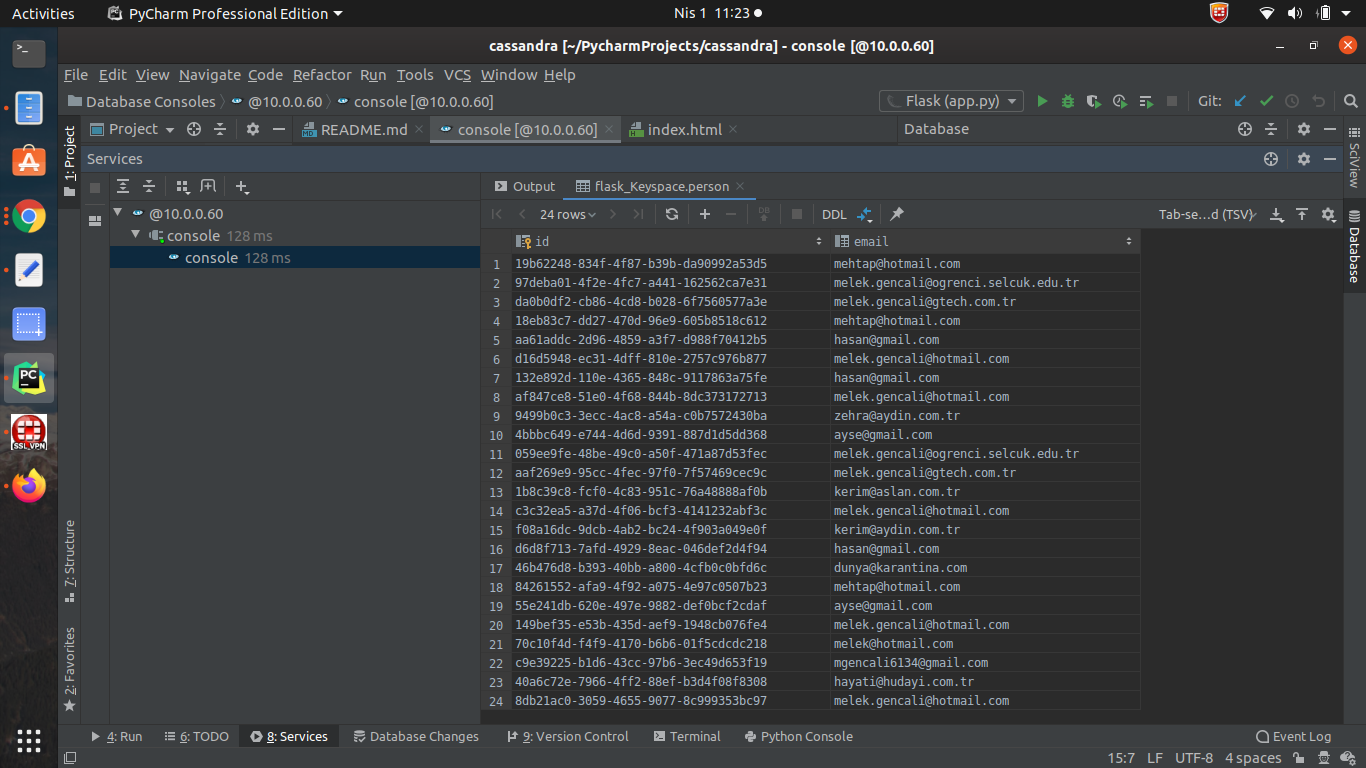 Activities PyCharm Professional Edition Nis 1 11:23
cassandra [~/PycharmProjects/cassandra] - console [@10.0.0.60]
File Edit View Navigate Code Refactor Run Tools VCS Window Help
Database Consoles @10.0.0.60 console [@10.0.0.60] Flask (app.py) Git:
Project README.md console [@10.0.0.60] index.html Database
1: Project
Services
Output flask_Keyspace.person
24 rows DDL Tab-se...d (TSV)
@10.0.0.60
console 128 ms
console 128 ms
id email
1 19b62248-834f-4f87-b39b-da90992a53d5 mehtap@hotmail.com
2 97deba01-4f2e-4fc7-a441-162562ca7e31 melek.gencali@ogrenci.selcuk.edu.tr
3 da0b0df2-cb86-4cd8-b028-6f7560577a3e melek.gencali@gtech.com.tr
4 18eb83c7-dd27-470d-96e9-605b8518c612 mehtap@hotmail.com
5 aa61addc-2d96-4859-a3f7-d988f70412b5 hasan@gmail.com
6 d16d5948-ec31-4dff-810e-2757c976b877 melek.gencali@hotmail.com
7 132e892d-110e-4365-848c-9117863a75fe hasan@gmail.com
8 af847ce8-51e0-4f68-844b-8dc373172713 melek.gencali@hotmail.com
9 9499b0c3-3ecc-4ac8-a54a-c0b7572430ba zehra@aydin.com.tr
10 4bbbc649-e744-4d6d-9391-887d1d5dd368 ayse@gmail.com
11 059ee9fe-48be-49c0-a50f-471a87d53fec melek.gencali@ogrenci.selcuk.edu.tr
12 aaf269e9-95cc-4fec-97f0-7f57469cec9c melek.gencali@gtech.com.tr
13 1b8c39c8-fcf0-4c83-951c-76a48888af0b kerim@aslan.com.tr
14 c3c32ea5-a37d-4f06-bcf3-4141232abf3c melek.gencali@hotmail.com
15 f08a16dc-9dcb-4ab2-bc24-4f903a049e0f kerim@aydin.com.tr
16 d6d8f713-7afd-4929-8eac-046def2d4f94 hasan@gmail.com
17 46b476d8-b393-40bb-a800-4cfb0c0bfd6c dunya@karantina.com
18 84261552-afa9-4f92-a075-4e97c0507b23 mehtap@hotmail.com
19 55e241db-620e-497e-9882-def0bcf2cdaf ayse@gmail.com
20 149bef35-e53b-435d-aef9-1948cb076fe4 melek.gencali@hotmail.com
21 70c10f4d-f4f9-4170-b6b6-01f5cdcdc218 melek@hotmail.com
22 c9e39225-b1d6-43cc-97b6-3ec49d653f19 mgencali6134@gmail.com
23 40a6c72e-7966-4ff2-88ef-b3d4f08f8308 hayati@hudayi.com.tr
24 8db21ac0-3059-4655-9077-8c999353bc97 melek.gencali@hotmail.com
SciView
Database
PC
SSL_VPN
7: Structure
2: Favorites
4: Run 6: TODO 8: Services Database Changes 9: Version Control Terminal Python Console Event Log
15:7 LF UTF-8 4 spaces